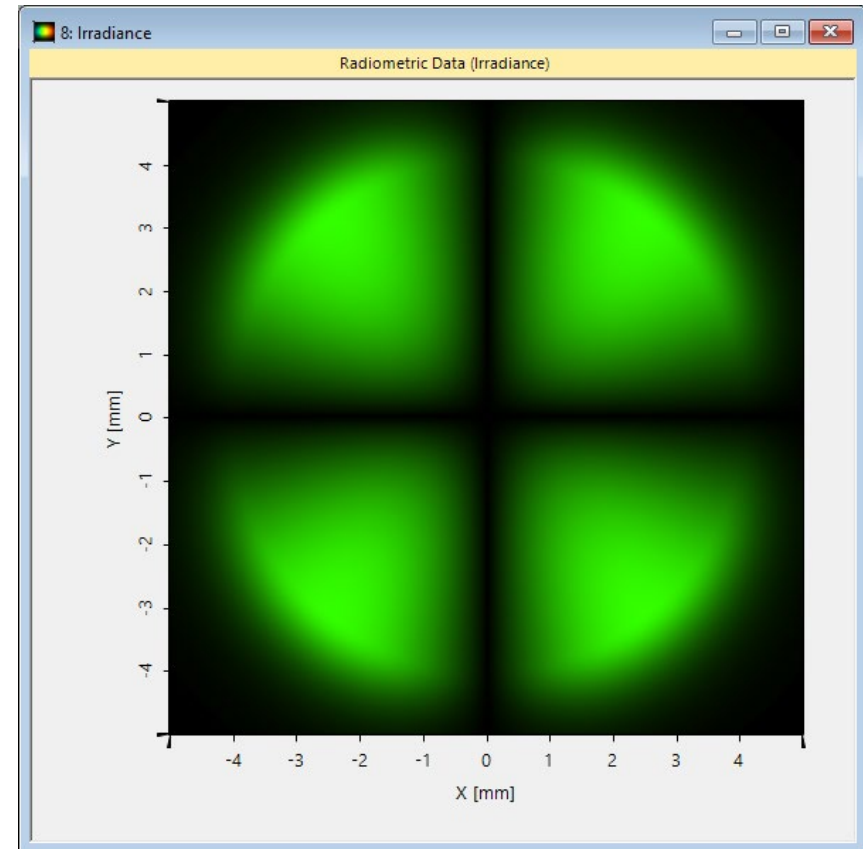 8: Irradiance
Radiometric Data (Irradiance)
4
3
2
1
0
-1
-2
-3
-4
Y [mm]
-4 -3 -2 -1 0 1 2 3 4
X [mm]